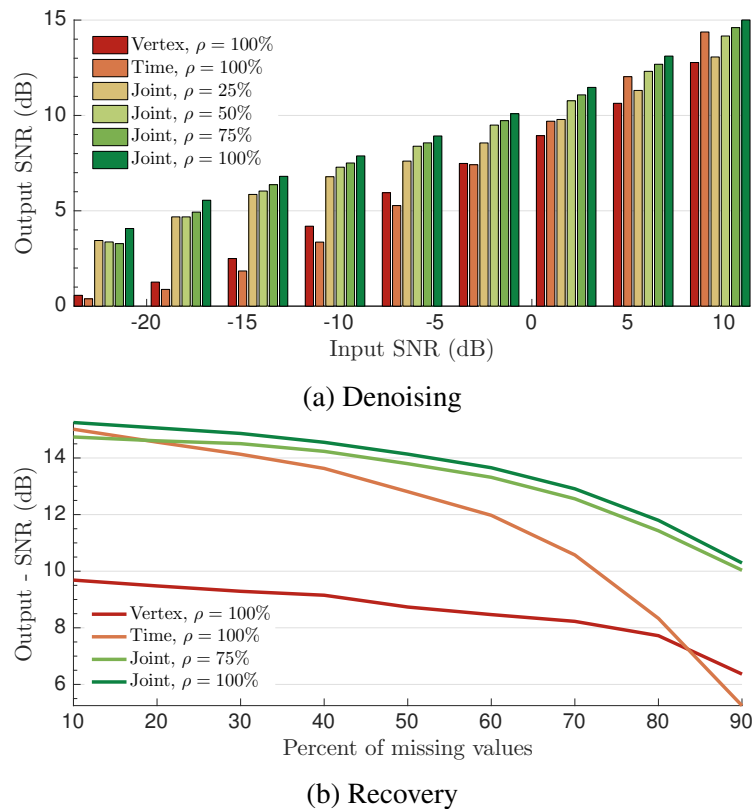 15
10
5
0
Output SNR (dB)
Vertex, ρ = 100%
Time, ρ = 100%
Joint, ρ = 25%
Joint, ρ = 50%
Joint, ρ = 75%
Joint, ρ = 100%
-20 -15 -10 -5 0 5 10
Input SNR (dB)
(a) Denoising
14
12
10
8
6
Output - SNR (dB)
Vertex, ρ = 100%
Time, ρ = 100%
Joint, ρ = 75%
Joint, ρ = 100%
10 20 30 40 50 60 70 80 90
Percent of missing values
(b) Recovery